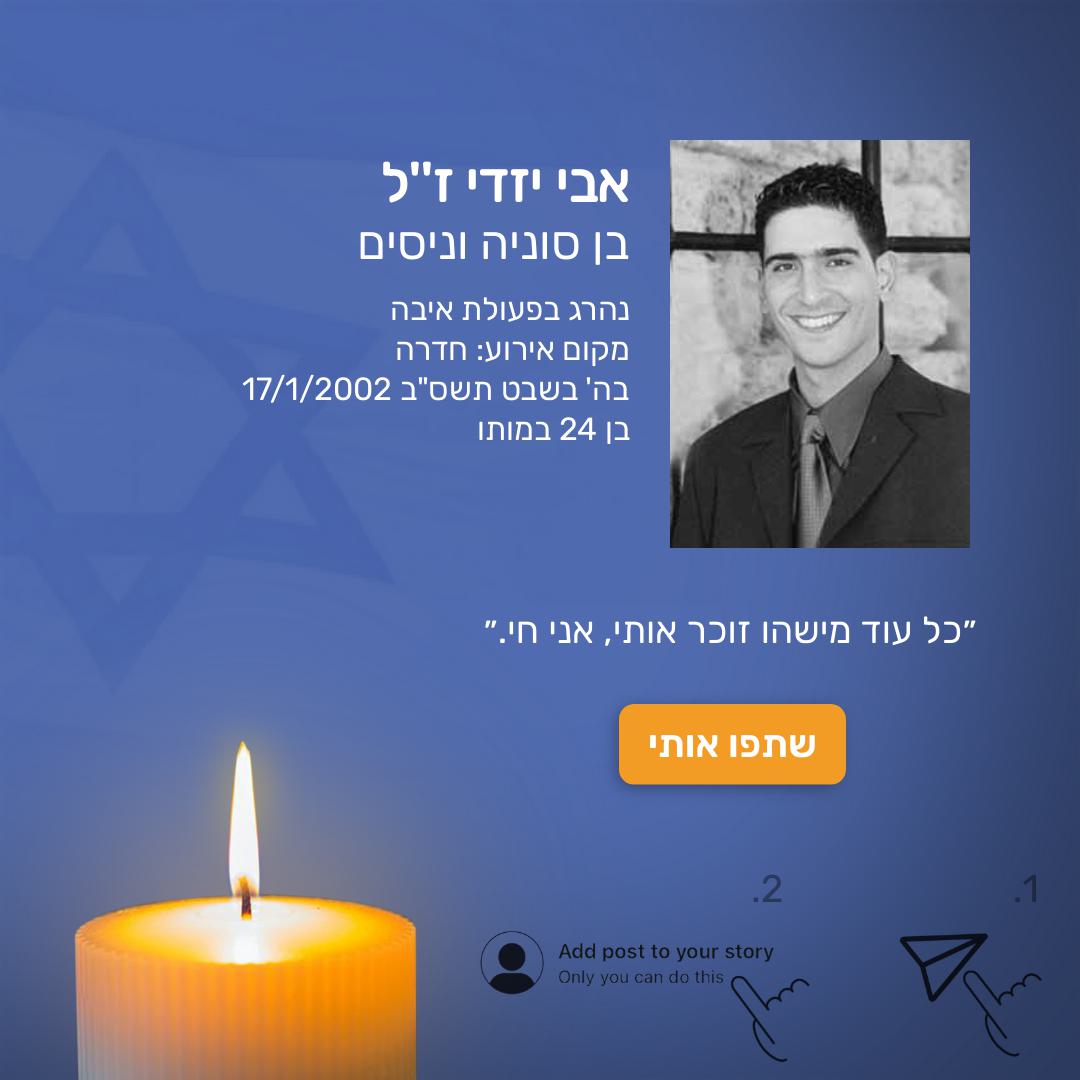 אבי יזדי ז"ל
בן סוניה וניסים
נהרג בפעולת איבה
מקום אירוע: חדרה
בה' בשבט תשס"ב 17/1/2002
בן 24 במותו
״כל עוד מישהו זוכר אותי, אני חי.״
שתפו אותי
.1
.2
Add post to your story
Only you can do this